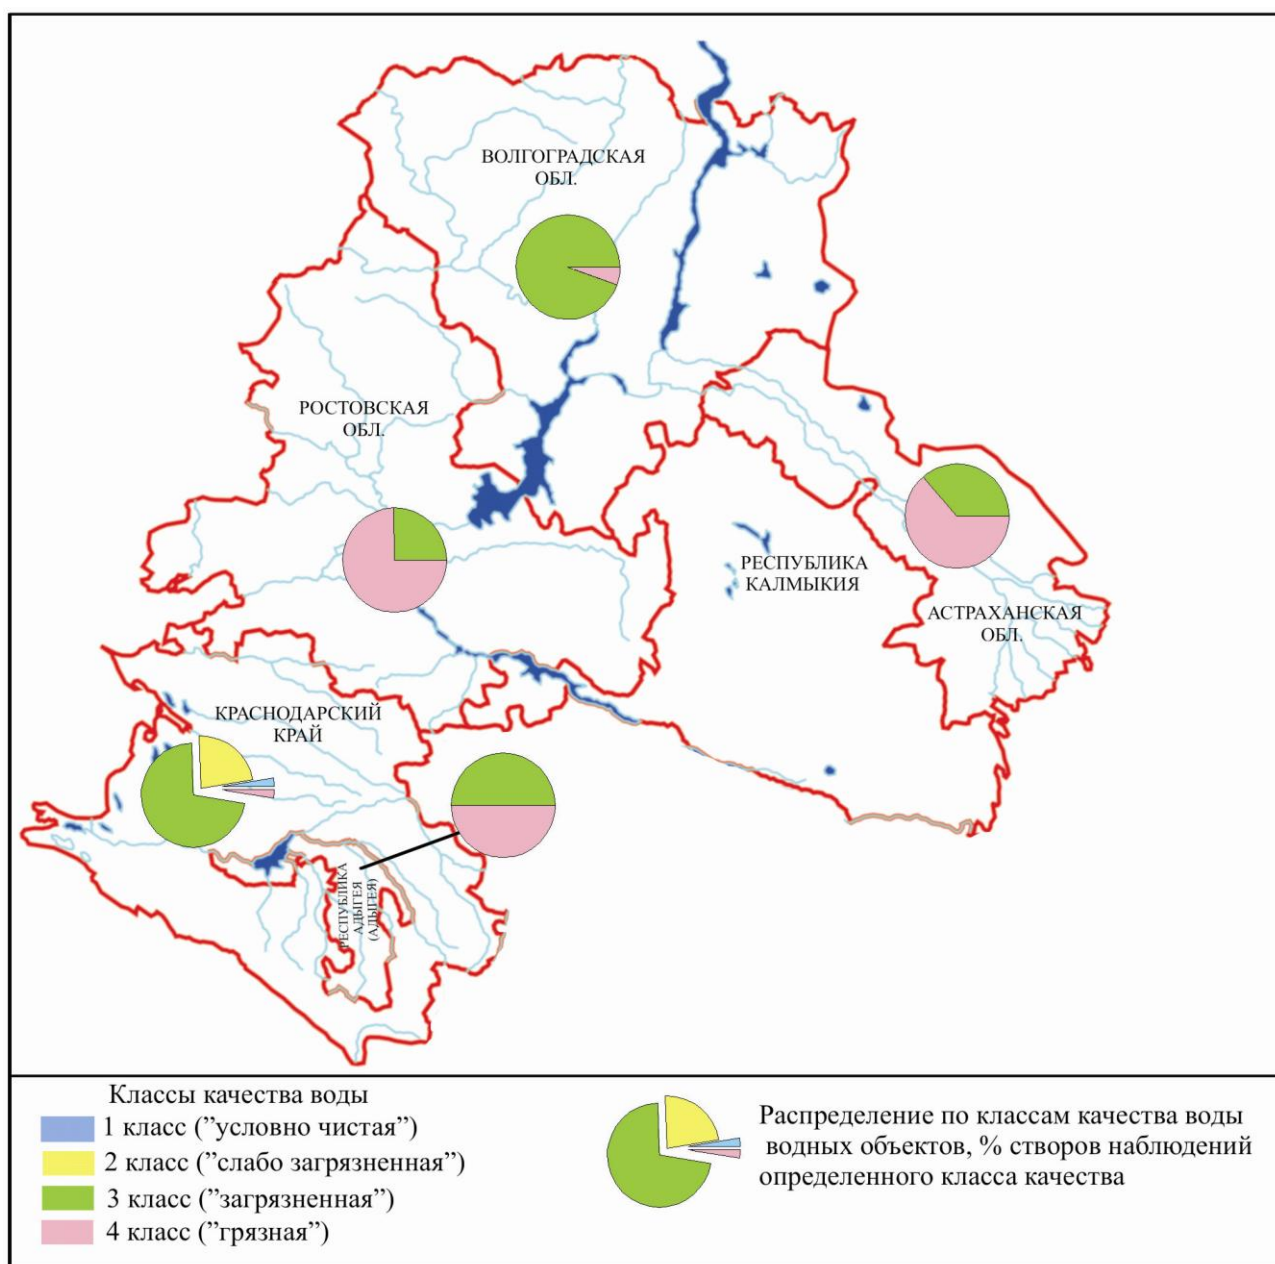 ВОЛГОГРАДСКАЯ
ОБЛ.
РОСТОВСКАЯ
ОБЛ.
РЕСПУБЛИКА
КАЛМЫКИЯ
АСТРАХАНСКАЯ
ОБЛ.
КРАСНОДАРСКИЙ
КРАЙ
РЕСПУБЛИКА
АДЫГЕЯ
(АДЫГЕЯ)
Классы качества воды
1 класс (”условно чистая”)
2 класс (”слабо загрязненная”)
3 класс (”загрязненная”)
4 класс (”грязная”)
Распределение по классам качества воды
водных объектов, % створов наблюдений
определенного класса качества